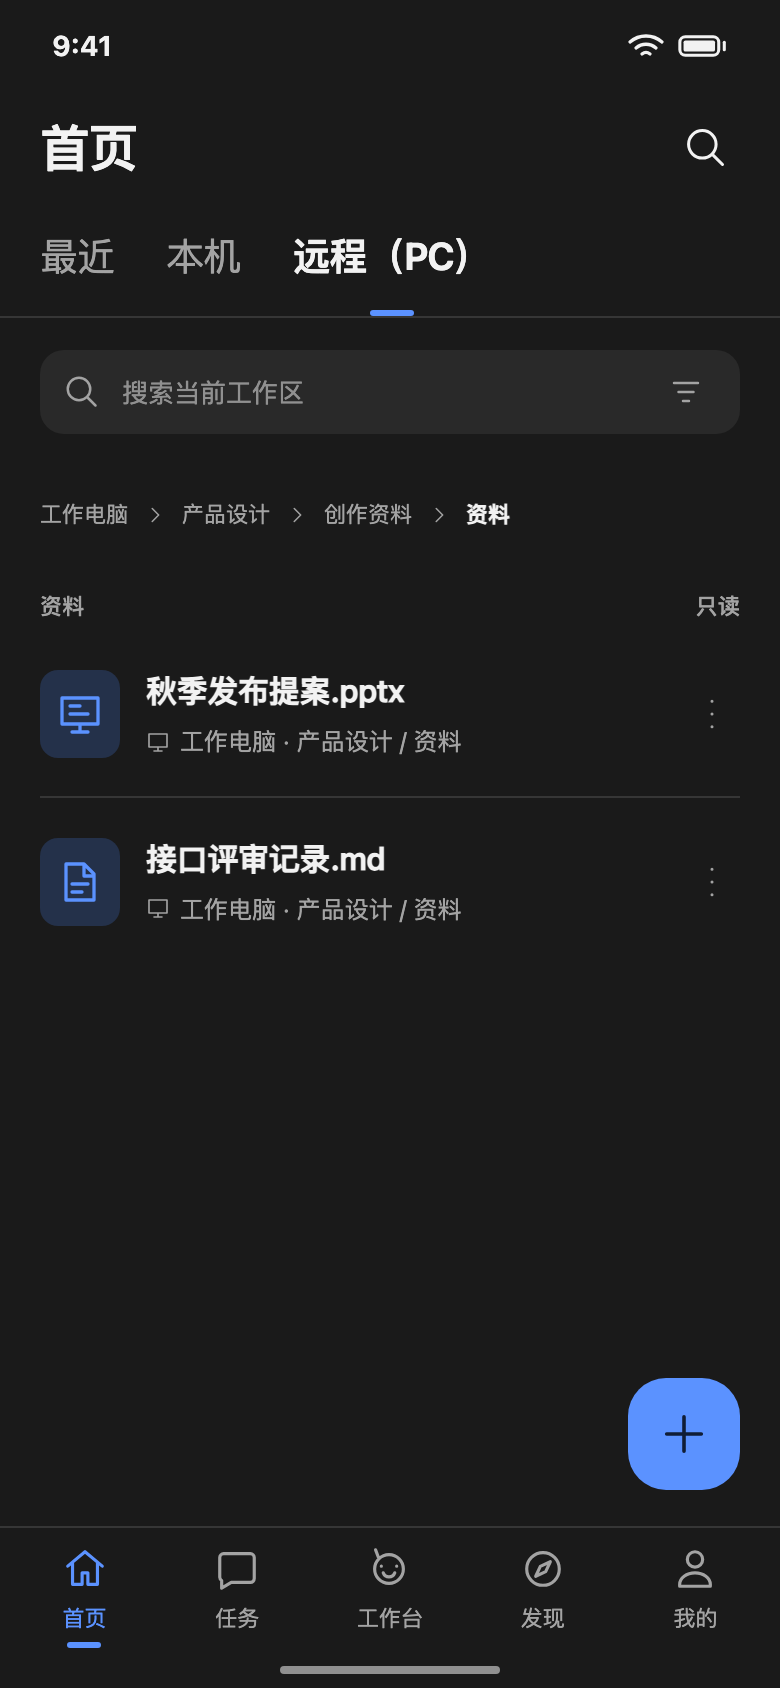 9:41
首页
最近 本机 远程（PC）
搜索当前工作区
工作电脑 > 产品设计 > 创作资料 > 资料
资料 只读
秋季发布提案.pptx
工作电脑 · 产品设计 / 资料
接口评审记录.md
工作电脑 · 产品设计 / 资料
首页 任务 工作台 发现 我的